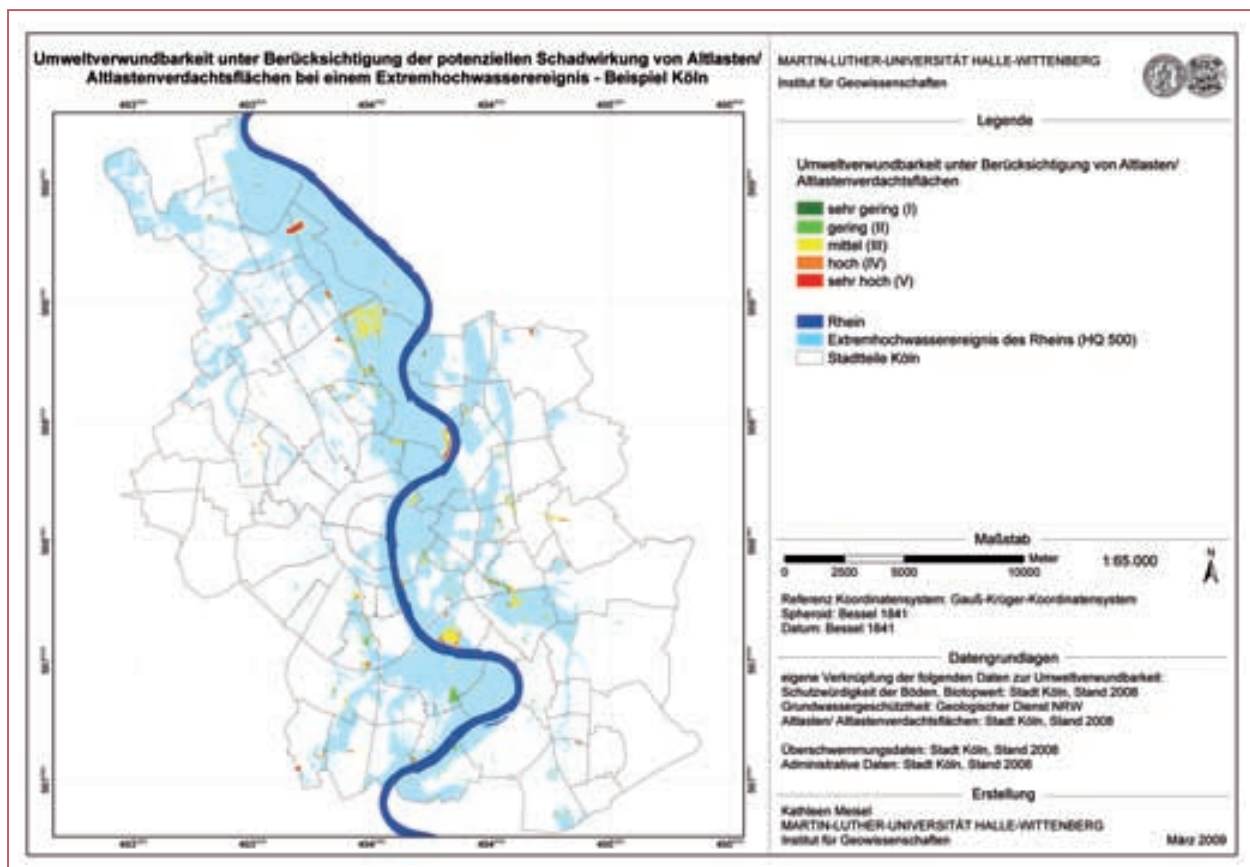 Umweltverwundbarkeit unter Berücksichtigung der potenziellen Schadwirkung von Altlasten/
Altlastenverdachtsflächen bei einem Extremhochwasserereignis - Beispiel Köln
MARTIN-LUTHER-UNIVERSITÄT HALLE-WITTENBERG
Institut für Geowissenschaften
Legende
Umweltverwundbarkeit unter Berücksichtigung von Altlasten/
Altlastenverdachtsflächen
sehr gering (I)
gering (II)
mittel (III)
hoch (IV)
sehr hoch (V)
Rhein
Extremhochwasserereignis des Rheins (HQ 500)
Stadtteile Köln
Maßstab
0 2500 5000 10000 Meter
1:65.000
N
Referenz Koordinatensystem: Gauß-Krüger-Koordinatensystem
Spheroid: Bessel 1841
Datum: Bessel 1841
Datengrundlagen
eigene Verknüpfung der folgenden Daten zur Umweltverwundbarkeit:
Schutzwürdigkeit der Böden, Biotopwert: Stadt Köln, Stand 2008
Grundwassergeschütztheit: Geologischer Dienst NRW
Altlasten/ Altlastenverdachtsflächen: Stadt Köln, Stand 2008
Überschwemmungsdaten: Stadt Köln, Stand 2008
Administrative Daten: Stadt Köln, Stand 2008
Erstellung
Kathleen Meisel
MARTIN-LUTHER-UNIVERSITÄT HALLE-WITTENBERG
Institut für Geowissenschaften
März 2009